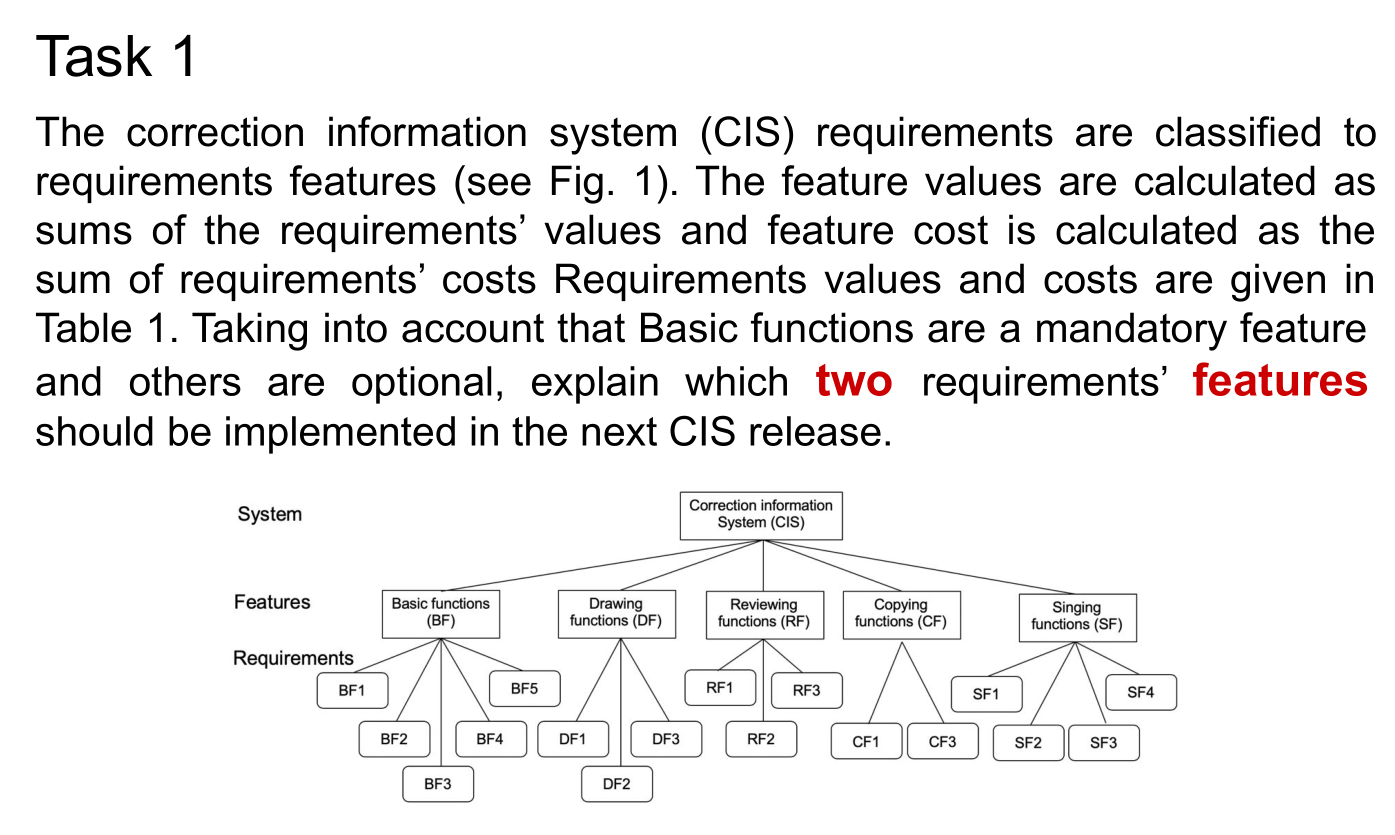 Task 1
The correction information system (CIS) requirements are classified to
requirements features (see Fig. 1). The feature values are calculated as
sums of the requirements’ values and feature cost is calculated as the
sum of requirements’ costs Requirements values and costs are given in
Table 1. Taking into account that Basic functions are a mandatory feature
and others are optional, explain which two requirements’ features
should be implemented in the next CIS release.
System
Correction information
System (CIS)
Features
Basic functions
(BF)
Drawing
functions (DF)
Reviewing
functions (RF)
Copying
functions (CF)
Singing
functions (SF)
Requirements
BF1
BF5
RF1
RF3
SF1
SF4
BF2
BF4
DF1
DF3
RF2
CF1
CF3
SF2
SF3
BF3
DF2